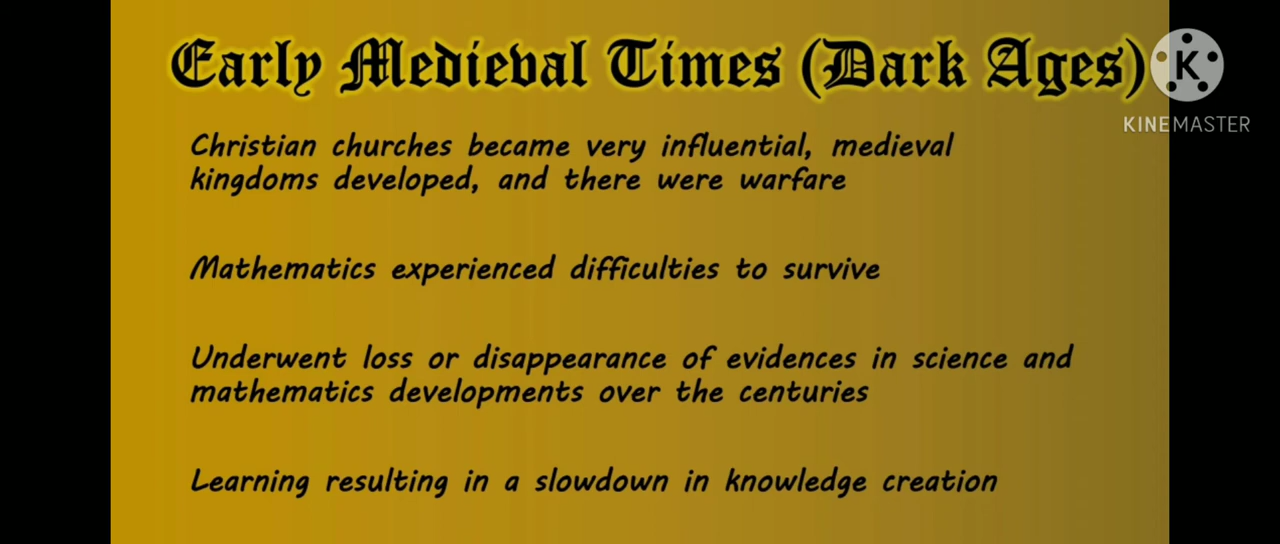 Early Medieval Times (Dark Ages)
K
KINEMASTER
Christian churches became very influential, medieval
kingdoms developed, and there were warfare
Mathematics experienced difficulties to survive
Underwent loss or disappearance of evidences in science and
mathematics developments over the centuries
Learning resulting in a slowdown in knowledge creation